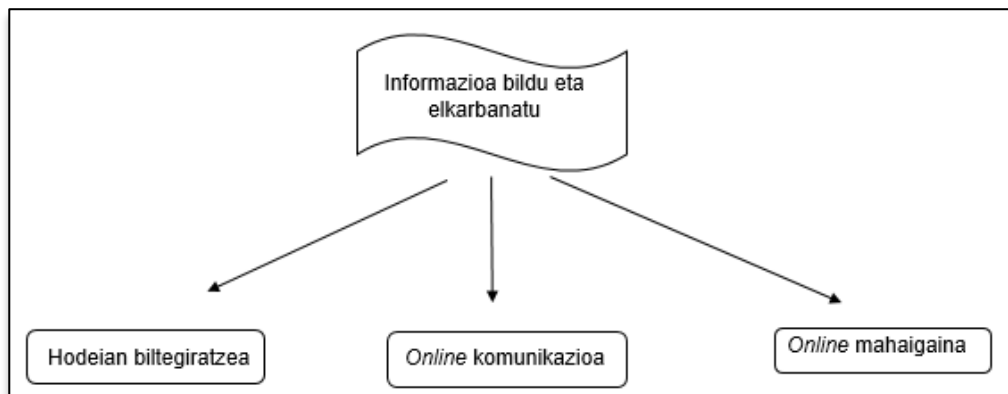 Informazioa bildu eta
elkarbanatu
Hodeian biltegiratzea
Online komunikazioa
Online mahaigaina